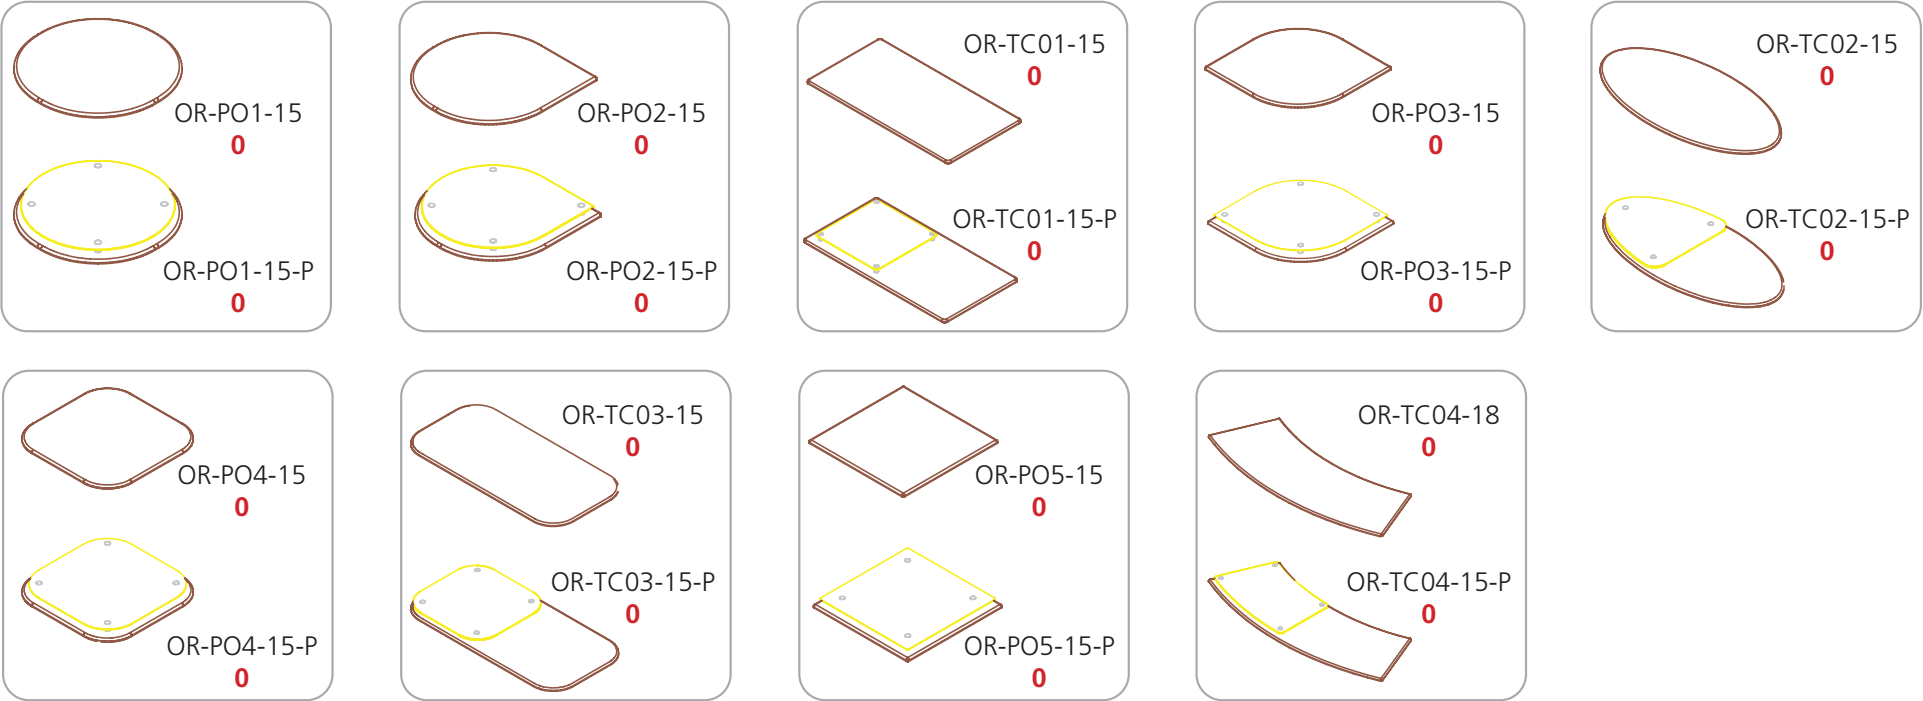 OR-PO1-15
0
OR-PO1-15-P
0
OR-PO2-15
0
OR-PO2-15-P
0
OR-TC01-15
0
OR-TC01-15-P
0
OR-PO3-15
0
OR-PO3-15-P
0
OR-TC02-15
0
OR-TC02-15-P
0
OR-PO4-15
0
OR-PO4-15-P
0
OR-TC03-15
0
OR-TC03-15-P
0
OR-PO5-15
0
OR-PO5-15-P
0
OR-TC04-18
0
OR-TC04-15-P
0